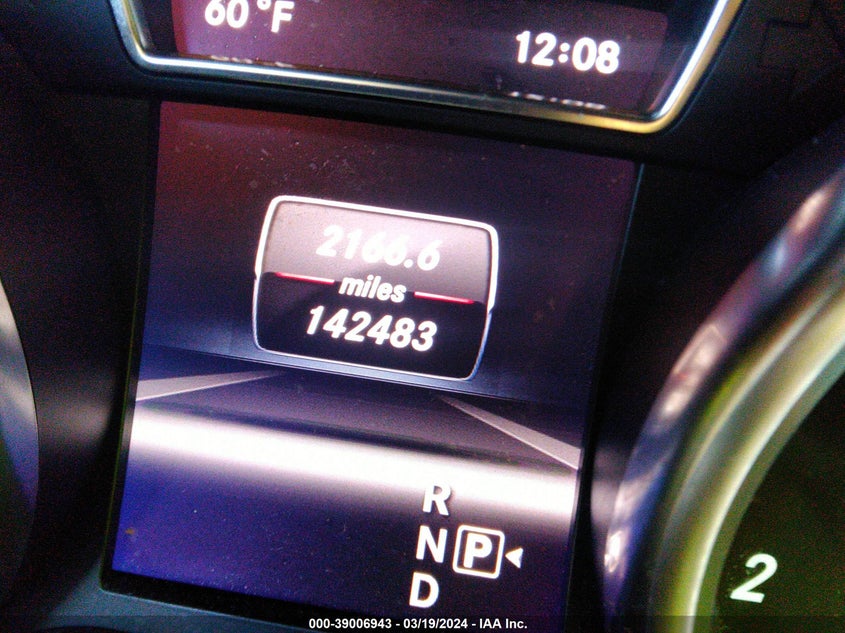 60°F
12:08
2166.6
miles
142483
R
N P
D
2
000-39006943 - 03/19/2024 - IAA Inc.